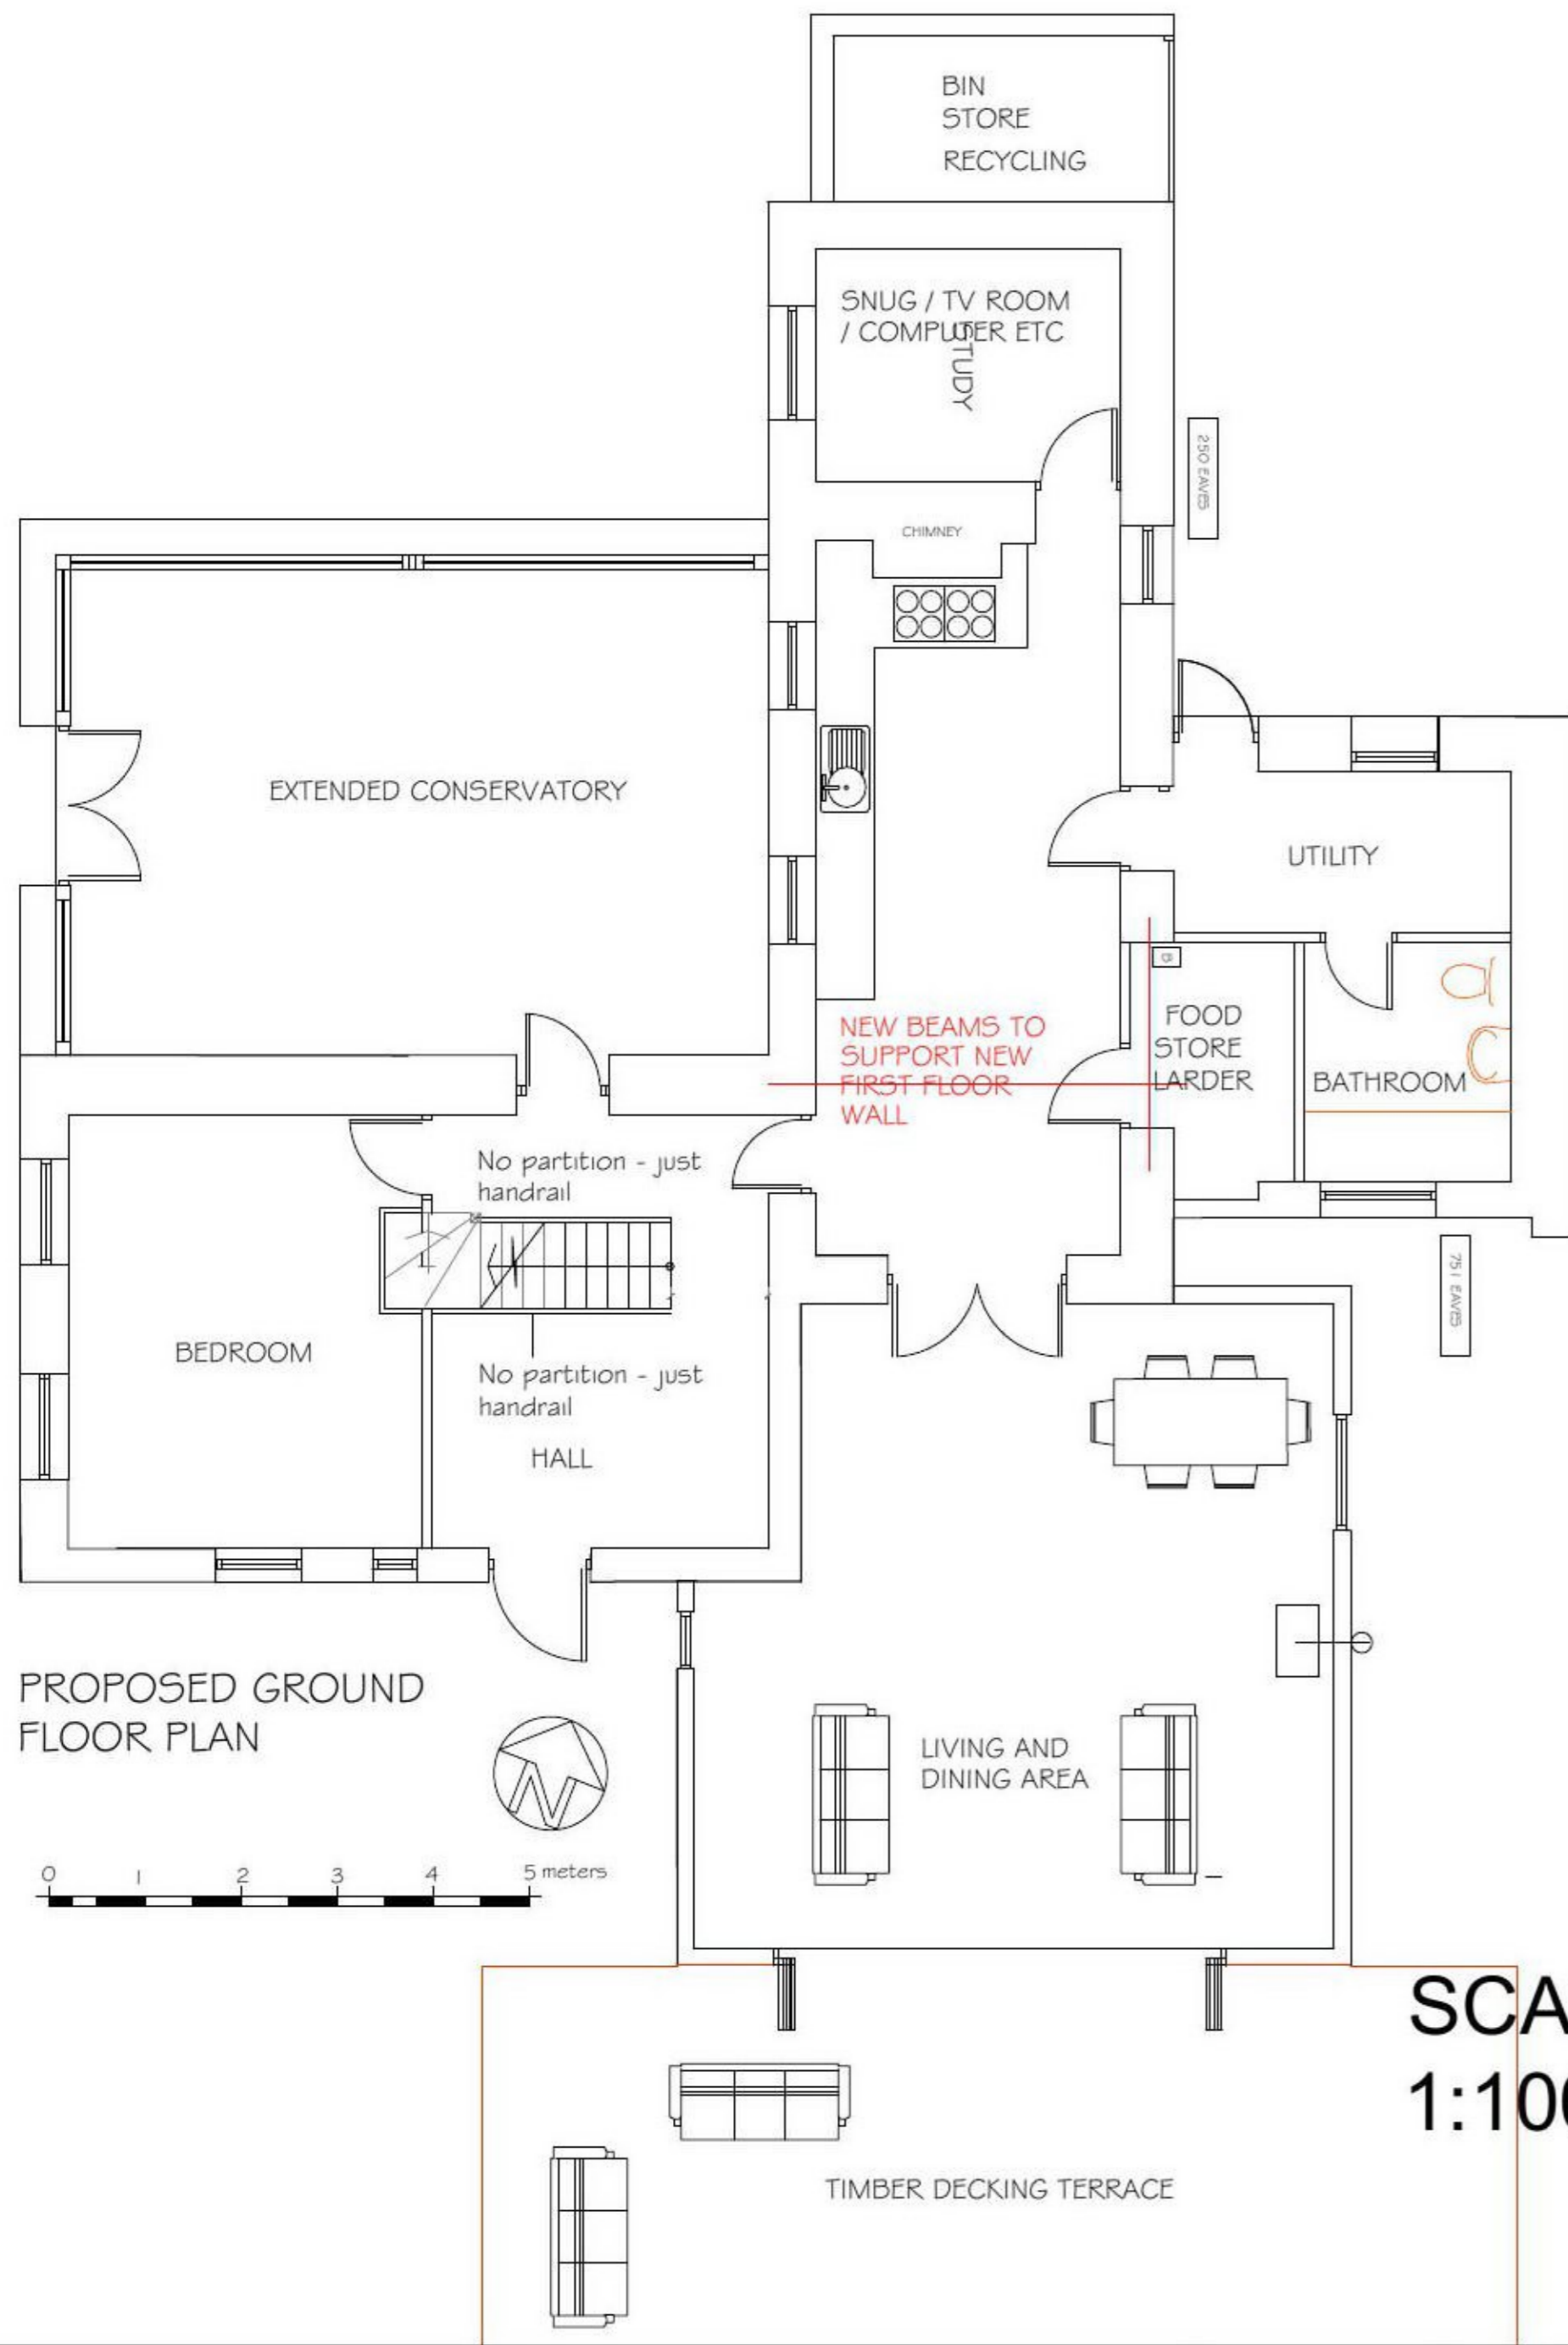 BIN
STORE
RECYCLING
SNUG / TV ROOM
/ COMPUTER ETC
STUDY
250 EAVES
CHIMNEY
EXTENDED CONSERVATORY
UTILITY
B
NEW BEAMS TO
SUPPORT NEW
FIRST FLOOR
WALL
FOOD
STORE
LARDER
BATHROOM
No partition - just
handrail
751 EAVES
BEDROOM
No partition - just
handrail
HALL
PROPOSED GROUND
FLOOR PLAN
N
LIVING AND
DINING AREA
0 1 2 3 4 5 meters
SCA
1:100
TIMBER DECKING TERRACE